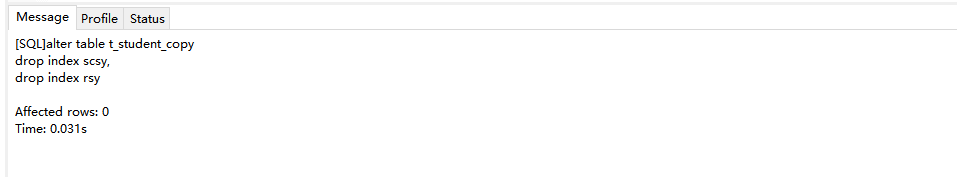 Message Profile Status
[SQL]alter table t_student_copy
drop index scsy,
drop index rsy
Affected rows: 0
Time: 0.031s